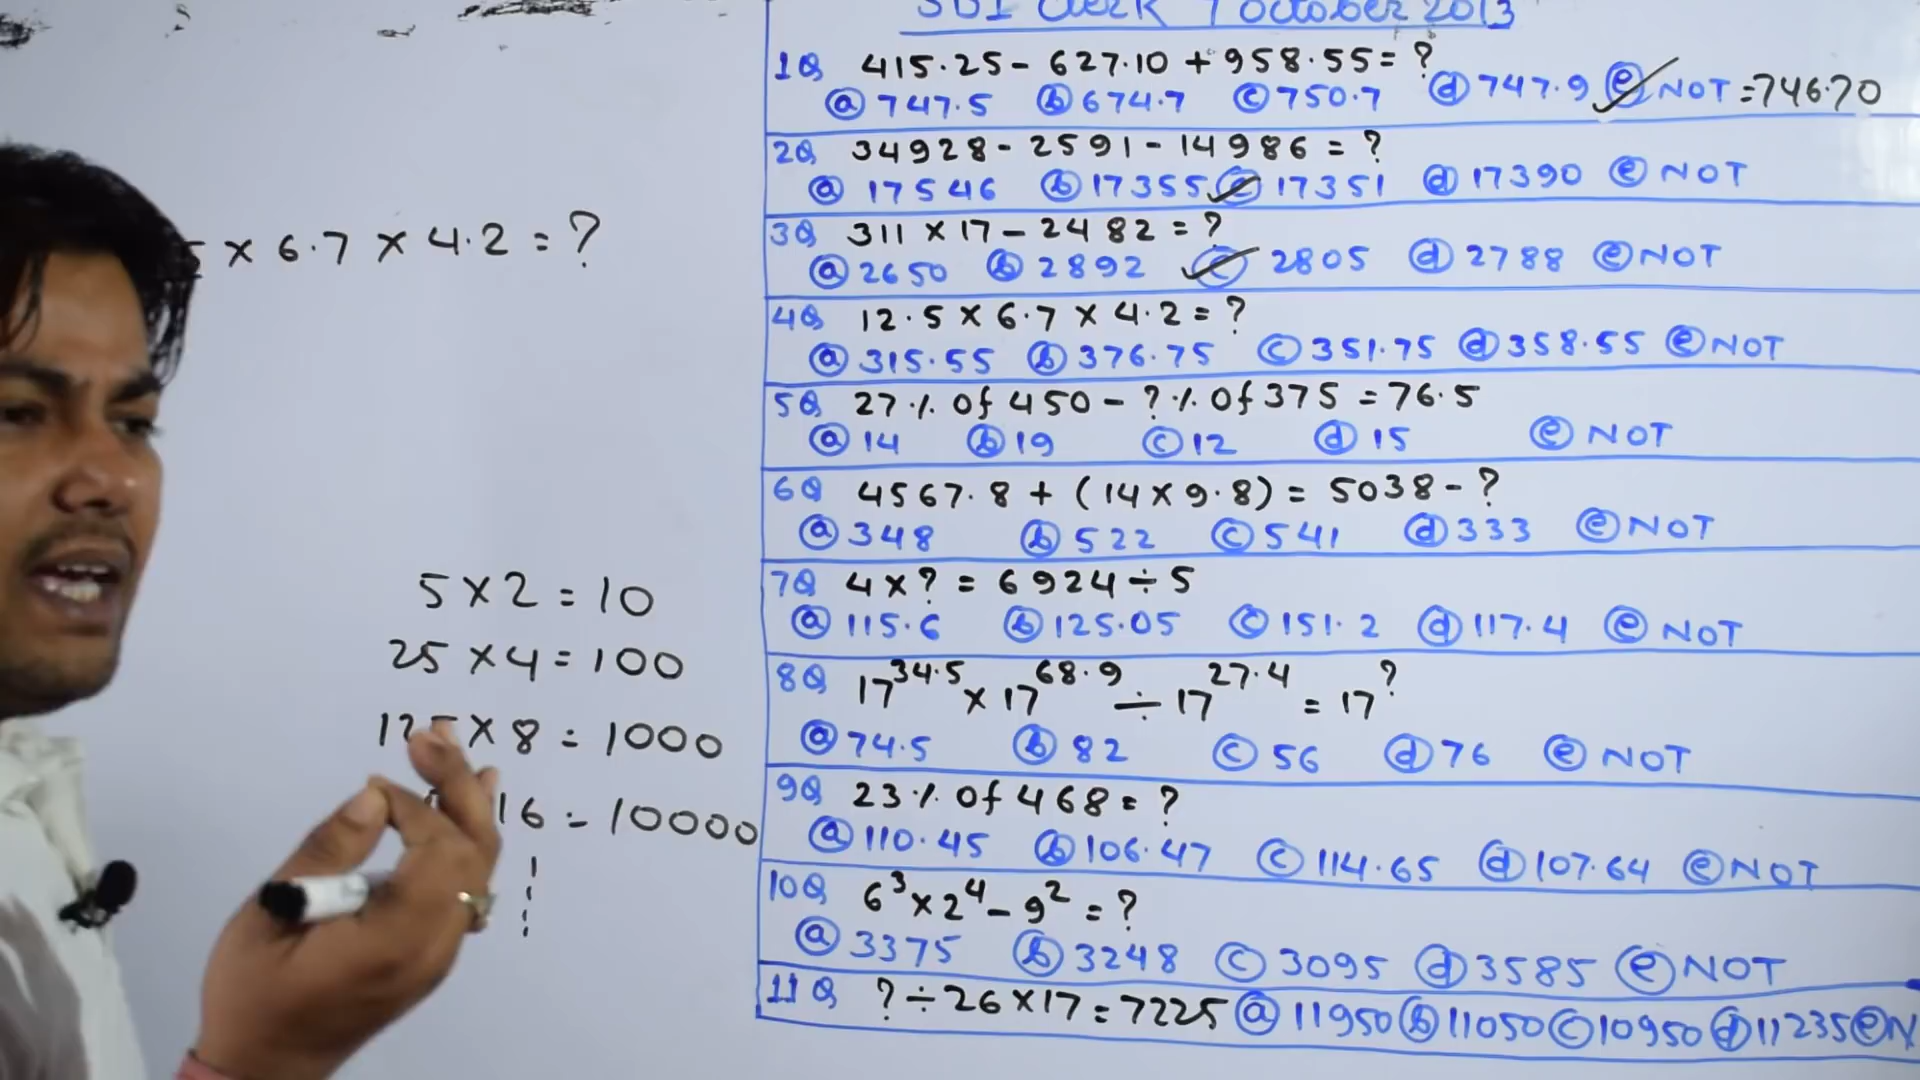 SBI Clerk 7 October 2013
1Q 415.25 - 627.10 + 958.55 = ?
ⓐ 747.5 ⓑ 674.7 ⓒ 750.7 ⓓ 747.9 ⓔ NOT = 746.70
2Q 34928 - 2591 - 14986 = ?
ⓐ 17546 ⓑ 17355 ⓒ 17351 ⓓ 17390 ⓔ NOT
3Q 311 × 17 - 2482 = ?
ⓐ 2650 ⓑ 2892 ⓒ 2805 ⓓ 2788 ⓔ NOT
4Q 12.5 × 6.7 × 4.2 = ?
ⓐ 315.55 ⓑ 376.75 ⓒ 351.75 ⓓ 358.55 ⓔ NOT
5Q 27% Of 450 - ?% Of 375 = 76.5
ⓐ 14 ⓑ 19 ⓒ 12 ⓓ 15 ⓔ NOT
6Q 4567.8 + (14 × 9.8) = 5038 - ?
ⓐ 348 ⓑ 522 ⓒ 541 ⓓ 333 ⓔ NOT
7Q 4 × ? = 6924 ÷ 5
ⓐ 115.6 ⓑ 125.05 ⓒ 151.2 ⓓ 117.4 ⓔ NOT
8Q 17^34.5 × 17^68.9 ÷ 17^27.4 = 17^?
ⓐ 74.5 ⓑ 82 ⓒ 56 ⓓ 76 ⓔ NOT
9Q 23% Of 468 = ?
ⓐ 110.45 ⓑ 106.47 ⓒ 114.65 ⓓ 107.64 ⓔ NOT
10Q 6³ × 2⁴ - 9² = ?
ⓐ 3375 ⓑ 3248 ⓒ 3095 ⓓ 3585 ⓔ NOT
11Q ? ÷ 26 × 17 = 7225 ⓐ 11950 ⓑ 11050 ⓒ 10950 ⓓ 11235 ⓔ N
5 × 6.7 × 4.2 = ?
5 × 2 = 10
25 × 4 = 100
125 × 8 = 1000
16 = 10000